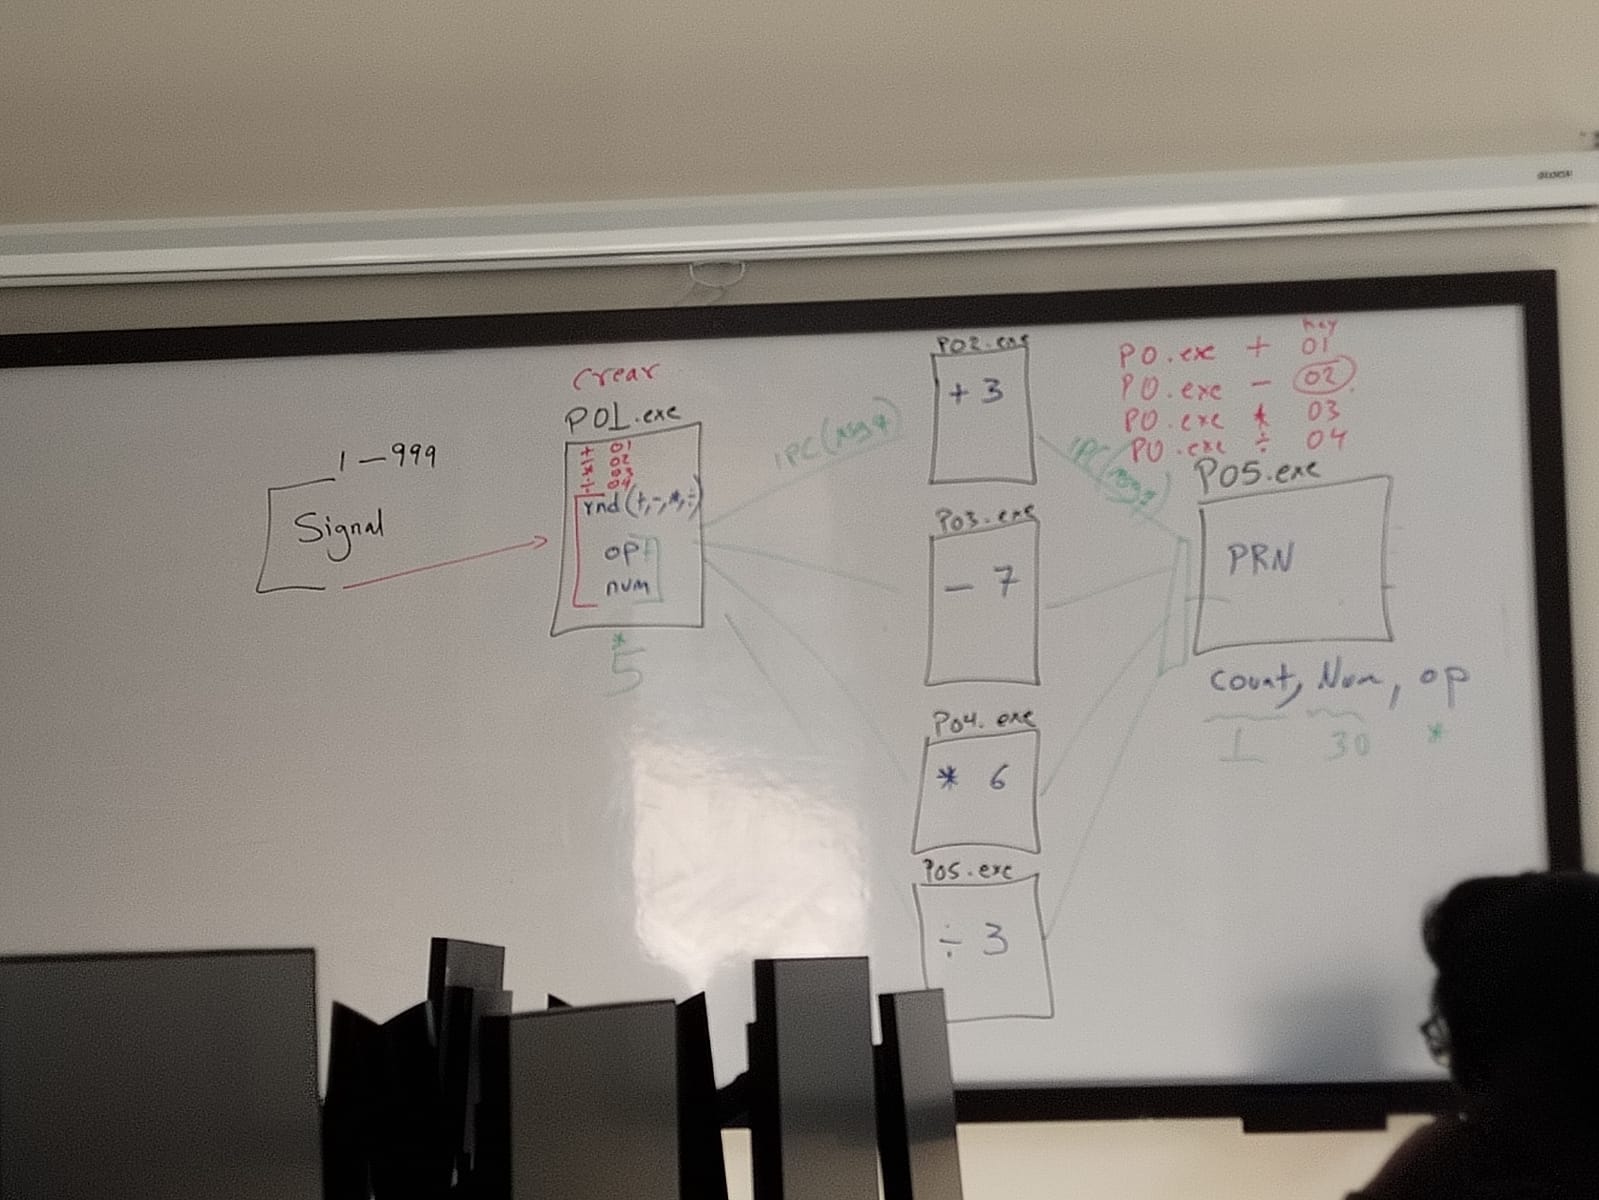 1 - 999
Signal
Crear
P01.exe
+ 01
- 02
* 03
÷ 04
rnd (+, -, *, ÷)
op
num
*
5
IPC(msg
P02.exe
+ 3
P03.exe
- 7
P04.exe
* 6
P05.exe
÷ 3
key
P0.exe + 01
P0.exe - 02
P0.exe * 03
P0.exe ÷ 04
P05.exe
PRN
Count, Num, op
1 30 *